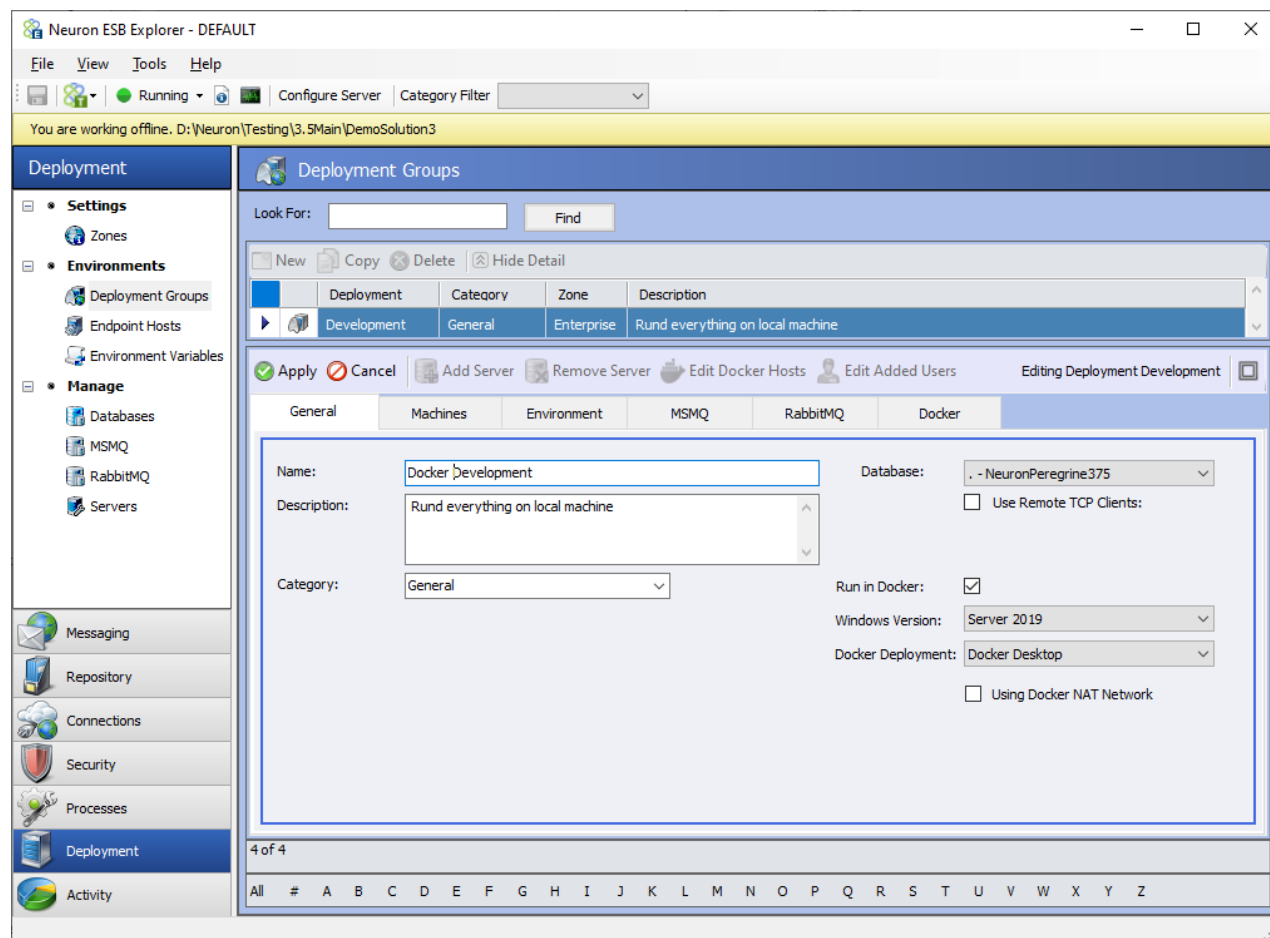 Neuron ESB Explorer - DEFAULT
File View Tools Help
Running Configure Server Category Filter
You are working offline. D:\Neuron\Testing\3.5Main\DemoSolution3
Deployment
Settings
Zones
Environments
Deployment Groups
Endpoint Hosts
Environment Variables
Manage
Databases
MSMQ
RabbitMQ
Servers
Messaging
Repository
Connections
Security
Processes
Deployment
Activity
Deployment Groups
Look For: Find
New Copy Delete Hide Detail
Deployment Category Zone Description
Development General Enterprise Rund everything on local machine
Apply Cancel Add Server Remove Server Edit Docker Hosts Edit Added Users Editing Deployment Development
General Machines Environment MSMQ RabbitMQ Docker
Name: Docker Development Database: . - NeuronPeregrine375
Description: Rund everything on local machine Use Remote TCP Clients:
Category: General Run in Docker:
Windows Version: Server 2019
Docker Deployment: Docker Desktop
Using Docker NAT Network
4 of 4
All # A B C D E F G H I J K L M N O P Q R S T U V W X Y Z